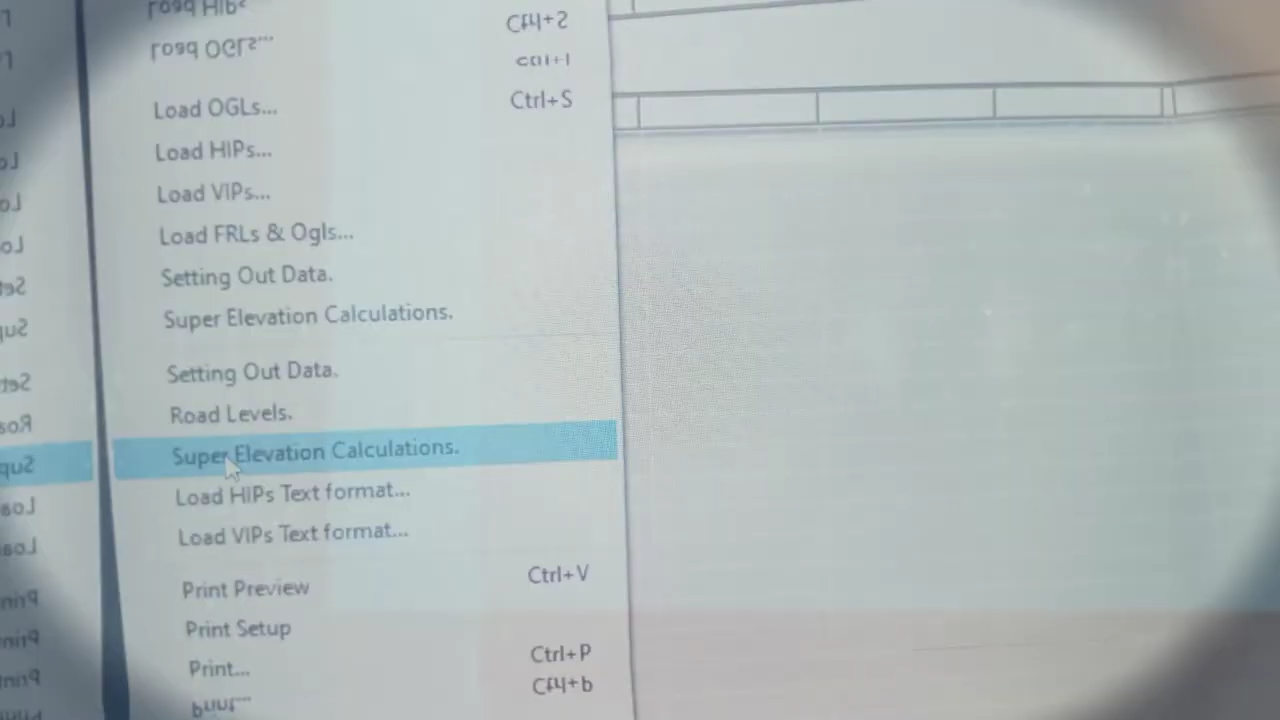 Load OGLs...
Ctrl+S
Load HIPs...
Load VIPs...
Load FRLs & Ogls...
Setting Out Data.
Super Elevation Calculations.
Setting Out Data.
Road Levels.
Super Elevation Calculations.
Load HIPs Text format...
Load VIPs Text format...
Print Preview
Ctrl+V
Print Setup
Print...
Ctrl+P